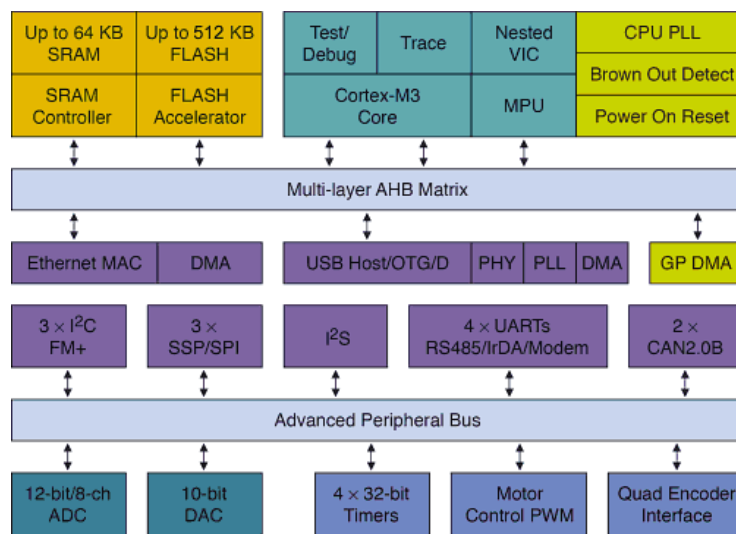 Up to 64 KB
SRAM
Up to 512 KB
FLASH
Test/
Debug
Trace
Nested
VIC
CPU PLL
Brown Out Detect
Power On Reset
SRAM
Controller
FLASH
Accelerator
Cortex-M3
Core
MPU
Multi-layer AHB Matrix
Ethernet MAC
DMA
USB Host/OTG/D
PHY
PLL
DMA
GP DMA
3 × I²C
FM+
3 ×
SSP/SPI
I²S
4 × UARTs
RS485/IrDA/Modem
2 ×
CAN2.0B
Advanced Peripheral Bus
12-bit/8-ch
ADC
10-bit
DAC
4 × 32-bit
Timers
Motor
Control PWM
Quad Encoder
Interface